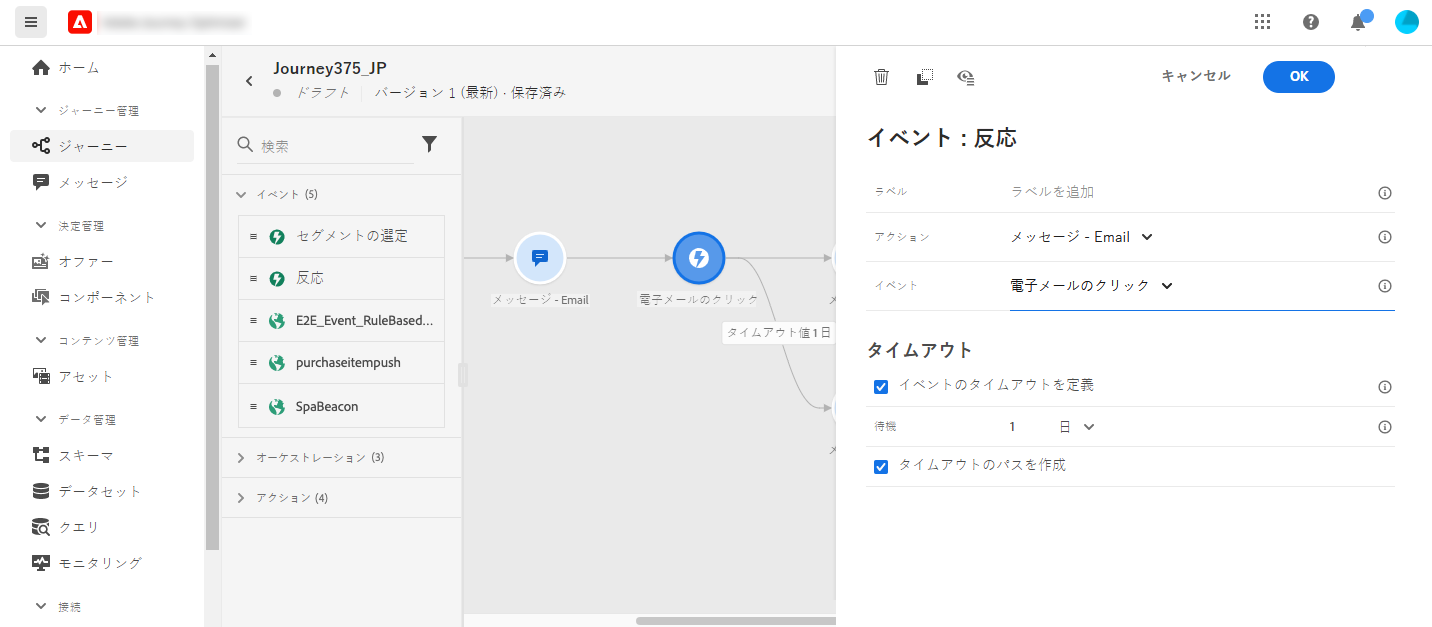 ホーム
ジャーニー管理
ジャーニー
メッセージ
決定管理
オファー
コンポーネント
コンテンツ管理
アセット
データ管理
スキーマ
データセット
クエリ
モニタリング
接続
Journey375_JP
ドラフト
バージョン 1 (最新) · 保存済み
検索
イベント (5)
セグメントの選定
反応
E2E_Event_RuleBased...
purchaseitempush
SpaBeacon
オーケストレーション (3)
アクション (4)
メッセージ - Email
電子メールのクリック
タイムアウト値 1 日
キャンセル
OK
イベント : 反応
ラベル ラベルを追加
アクション メッセージ - Email
イベント 電子メールのクリック
タイムアウト
イベントのタイムアウトを定義
待機 1 日
タイムアウトのパスを作成